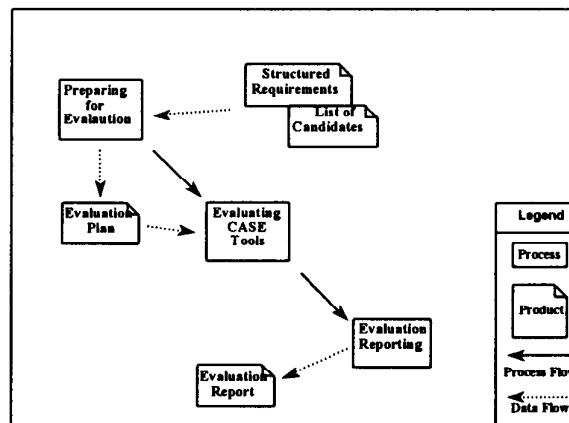 Structured
Requirements
List of
Candidates
Preparing
for
Evalaution
Evaluation
Plan
Evaluating
CASE
Tools
Evaluation
Reporting
Evaluation
Report
Legend
Process
Product
Process Flow
Data Flow